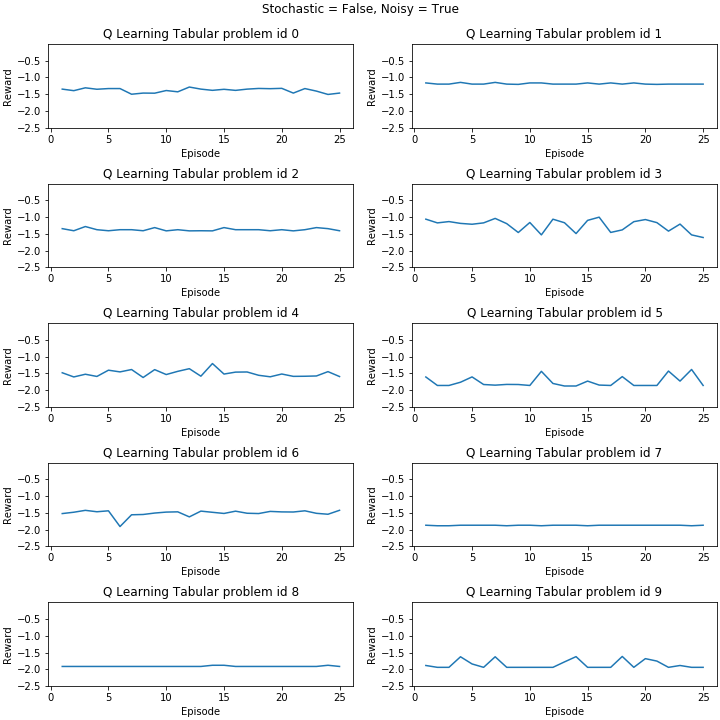 Stochastic = False, Noisy = True
Q Learning Tabular problem id 0
Reward
−0.5
−1.0
−1.5
−2.0
−2.5
0 5 10 15 20 25
Episode
Q Learning Tabular problem id 1
Reward
−0.5
−1.0
−1.5
−2.0
−2.5
0 5 10 15 20 25
Episode
Q Learning Tabular problem id 2
Reward
−0.5
−1.0
−1.5
−2.0
−2.5
0 5 10 15 20 25
Episode
Q Learning Tabular problem id 3
Reward
−0.5
−1.0
−1.5
−2.0
−2.5
0 5 10 15 20 25
Episode
Q Learning Tabular problem id 4
Reward
−0.5
−1.0
−1.5
−2.0
−2.5
0 5 10 15 20 25
Episode
Q Learning Tabular problem id 5
Reward
−0.5
−1.0
−1.5
−2.0
−2.5
0 5 10 15 20 25
Episode
Q Learning Tabular problem id 6
Reward
−0.5
−1.0
−1.5
−2.0
−2.5
0 5 10 15 20 25
Episode
Q Learning Tabular problem id 7
Reward
−0.5
−1.0
−1.5
−2.0
−2.5
0 5 10 15 20 25
Episode
Q Learning Tabular problem id 8
Reward
−0.5
−1.0
−1.5
−2.0
−2.5
0 5 10 15 20 25
Episode
Q Learning Tabular problem id 9
Reward
−0.5
−1.0
−1.5
−2.0
−2.5
0 5 10 15 20 25
Episode